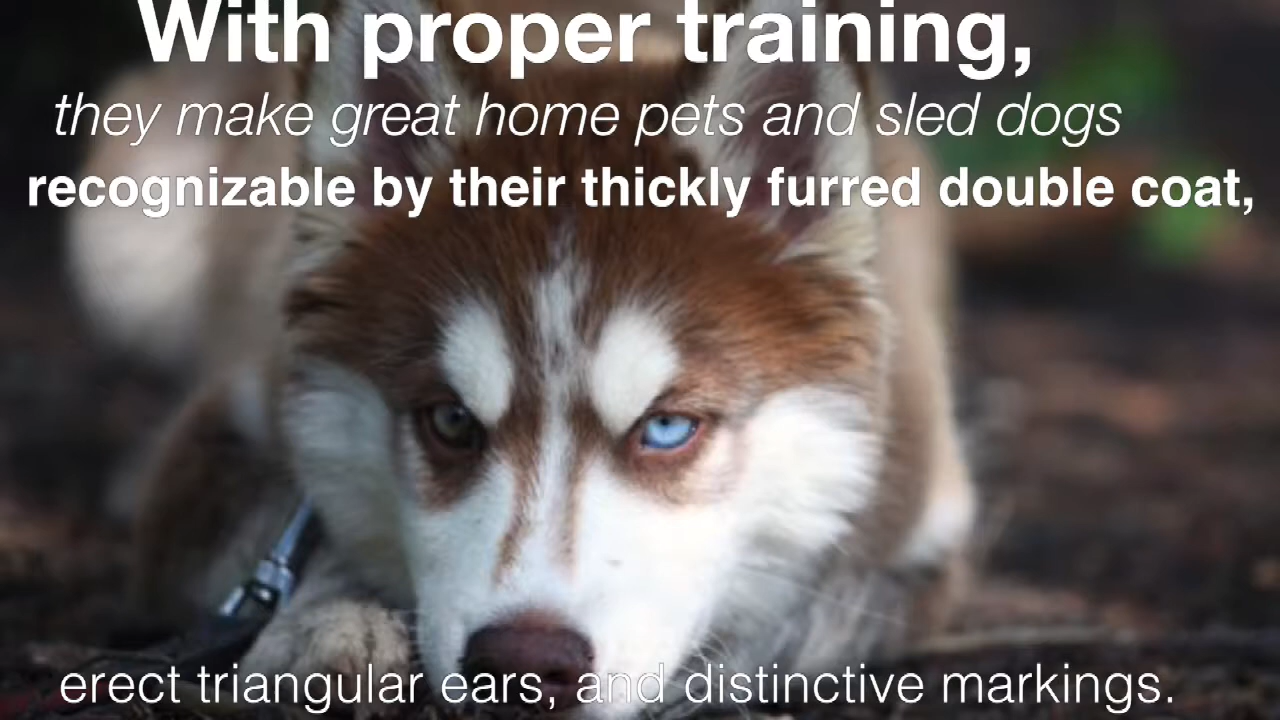 With proper training,
they make great home pets and sled dogs
recognizable by their thickly furred double coat,
erect triangular ears, and distinctive markings.